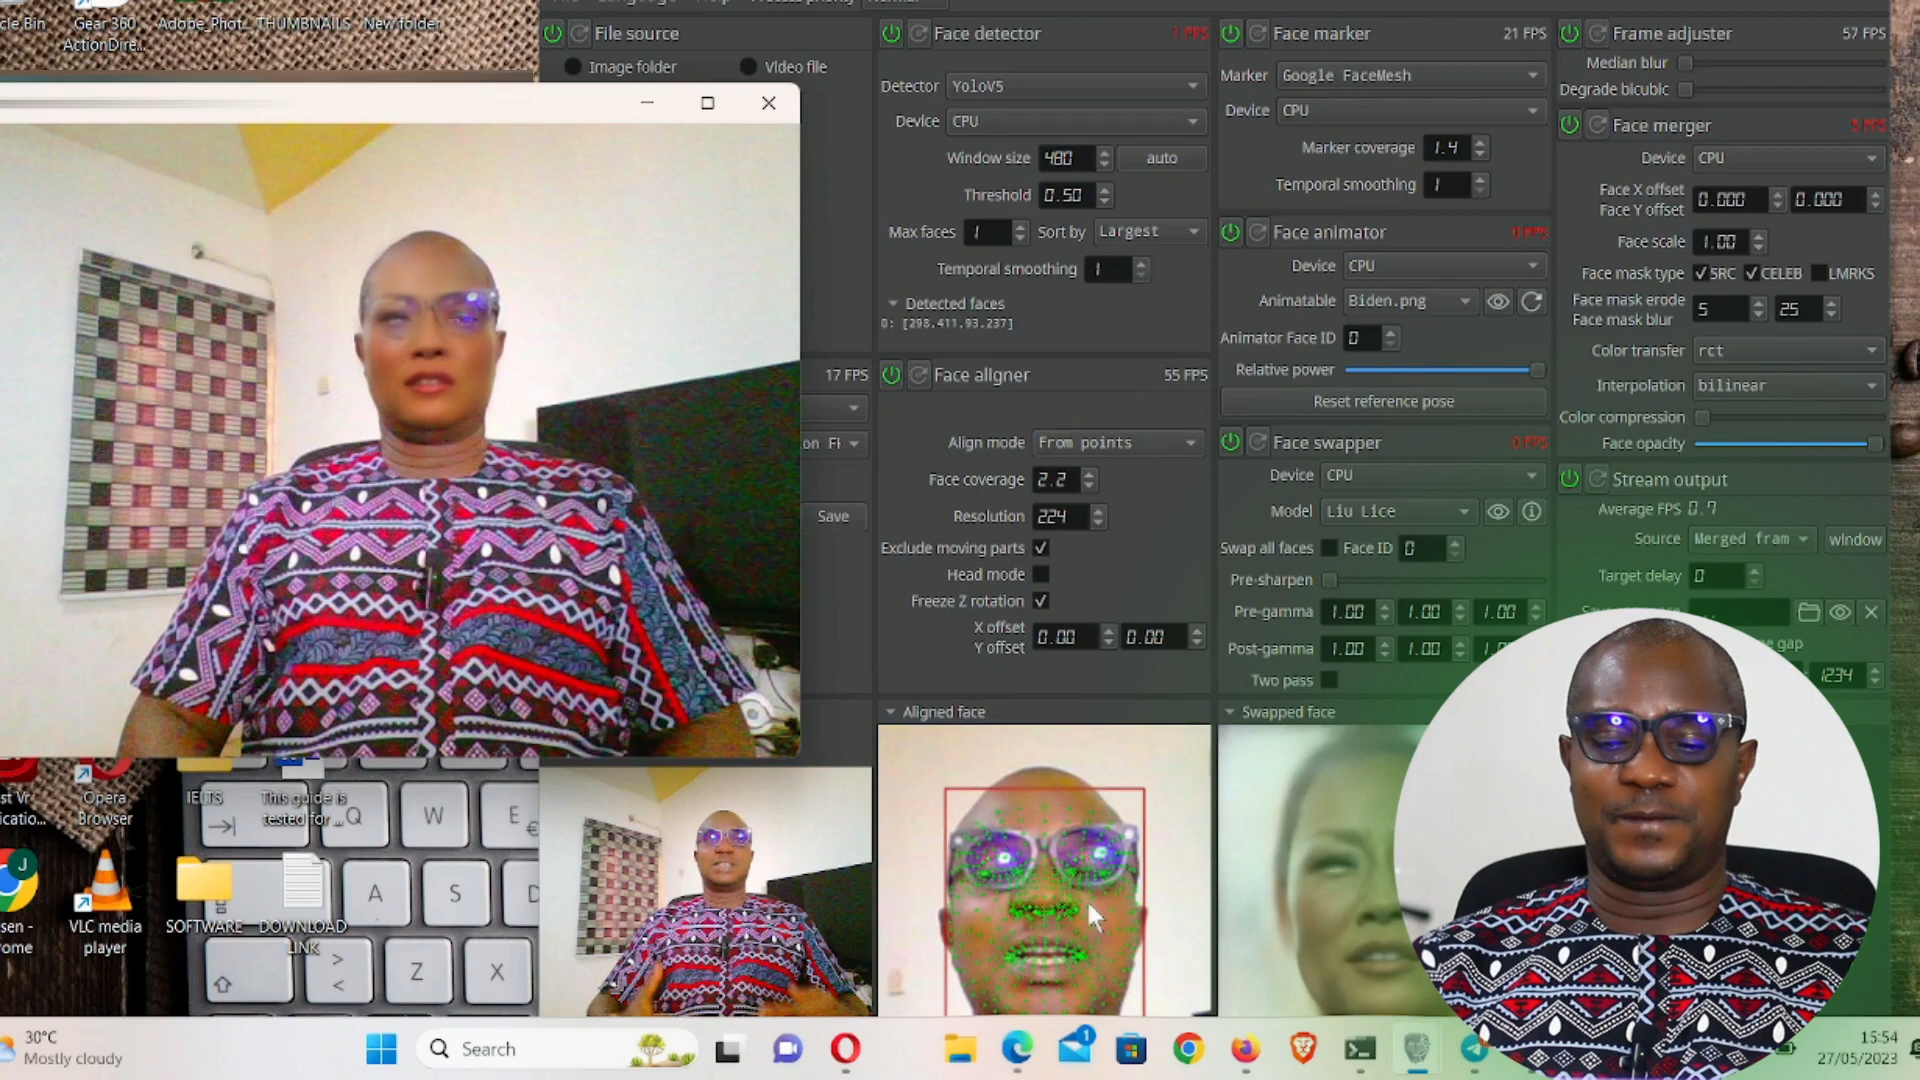 cle Bin
Gear 360
ActionDire...
Adobe_Phot...
THUMBNAILS
New folder
File source
Image folder
Video file
17 FPS
Save
Face detector
Detector YoloV5
Device CPU
Window size 480 auto
Threshold 0.50
Max faces 1 Sort by Largest
Temporal smoothing 1
Detected faces
0: [298.411.93.237]
Face aligner 55 FPS
Align mode From points
Face coverage 2.2
Resolution 224
Exclude moving parts
Head mode
Freeze Z rotation
X offset
Y offset
0.00 0.00
Aligned face
Face marker 21 FPS
Marker Google FaceMesh
Device CPU
Marker coverage 1.4
Temporal smoothing 1
Face animator 0 FPS
Device CPU
Animatable Biden.png
Animator Face ID 0
Relative power
Reset reference pose
Face swapper 0 FPS
Device CPU
Model Liu Lice
Swap all faces Face ID 0
Pre-sharpen
Pre-gamma 1.00 1.00 1.00
Post-gamma 1.00 1.00
Two pass
Swapped face
Frame adjuster 57 FPS
Median blur
Degrade bicubic
Face merger 5 FPS
Device CPU
Face X offset
Face Y offset
0.000 0.000
Face scale 1.00
Face mask type SRC CELEB LMRKS
Face mask erode
Face mask blur
5 25
Color transfer rct
Interpolation bilinear
Color compression
Face opacity
Stream output
Average FPS 0.7
Source Merged fram window
Target delay 0
gap
1234
Opera
Browser
IELTS
This guide is
tested for ...
Q W E
VLC media
player
SOFTWARE
DOWNLOAD
LINK
A S D
Z X
30°C
Mostly cloudy
Search
15:54
27/05/2023